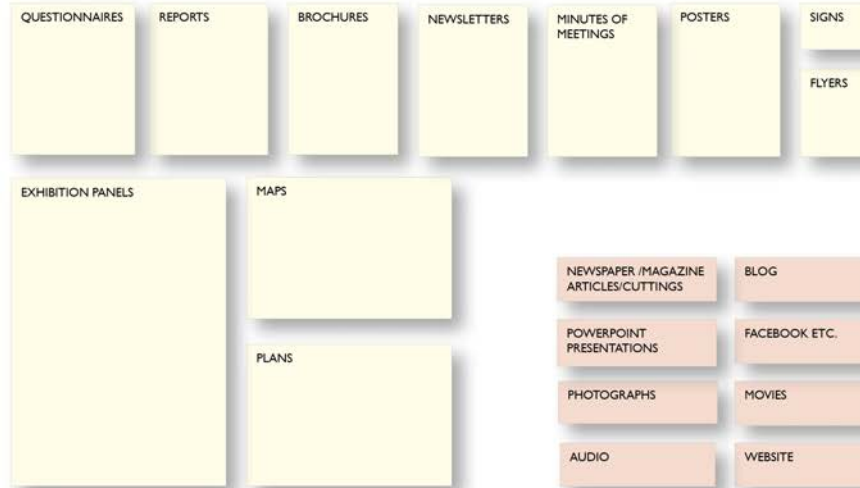 QUESTIONNAIRES
REPORTS
BROCHURES
NEWSLETTERS
MINUTES OF
MEETINGS
POSTERS
SIGNS
FLYERS
EXHIBITION PANELS
MAPS
PLANS
NEWSPAPER /MAGAZINE
ARTICLES/CUTTINGS
BLOG
POWERPOINT
PRESENTATIONS
FACEBOOK ETC.
PHOTOGRAPHS
MOVIES
AUDIO
WEBSITE